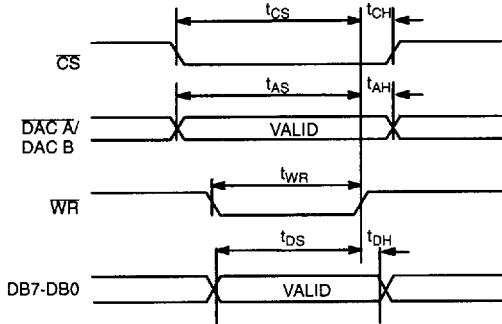 tCS
tCH
CS
tAS
tAH
DAC A/
DAC B
VALID
tWR
WR
tDS
tDH
DB7-DB0
VALID